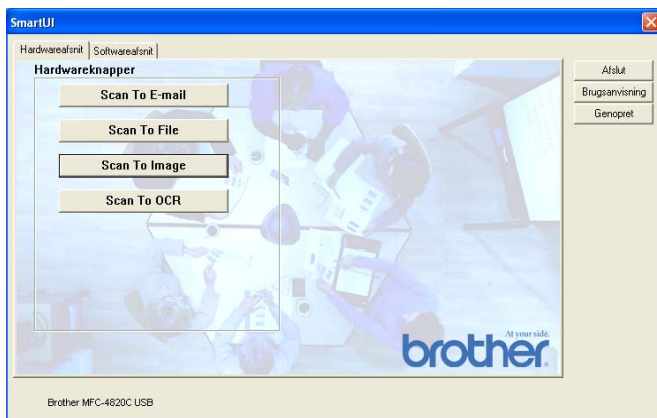 SmartUI
Hardwareafsnit Softwareafsnit
Hardwareknapper
Scan To E-mail
Scan To File
Scan To Image
Scan To OCR
Afslut
Brugsanvisning
Genopret
At your side.
brother
Brother MFC-4820C USB